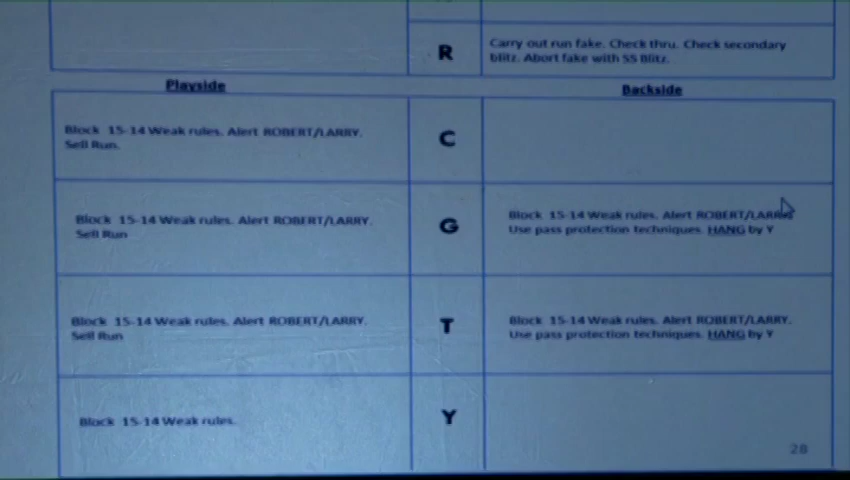 R
Carry out run fake. Check thru. Check secondary
blitz. Abort fake with SS Blitz.
Playside
Backside
Block 15-14 Weak rules. Alert ROBERT/LARRY.
Sell Run.
C
Block 15-14 Weak rules. Alert ROBERT/LARRY.
Sell Run
G
Block 15-14 Weak rules. Alert ROBERT/LARRY.
Use pass protection techniques. HANG by Y
Block 15-14 Weak rules. Alert ROBERT/LARRY.
Sell Run
T
Block 15-14 Weak rules. Alert ROBERT/LARRY.
Use pass protection techniques. HANG by Y
Block 15-14 Weak rules.
Y
28